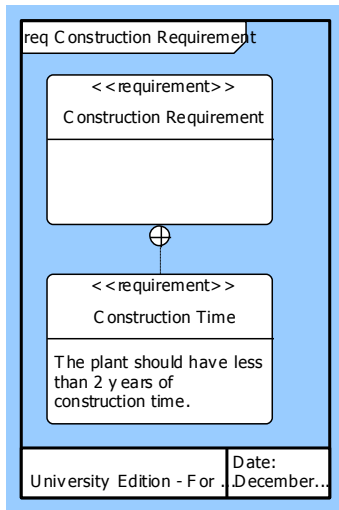 req Construction Requirement
<<requirement>>
Construction Requirement
<<requirement>>
Construction Time
The plant should have less
than 2 years of
construction time.
University Edition - For ...
Date:
December...